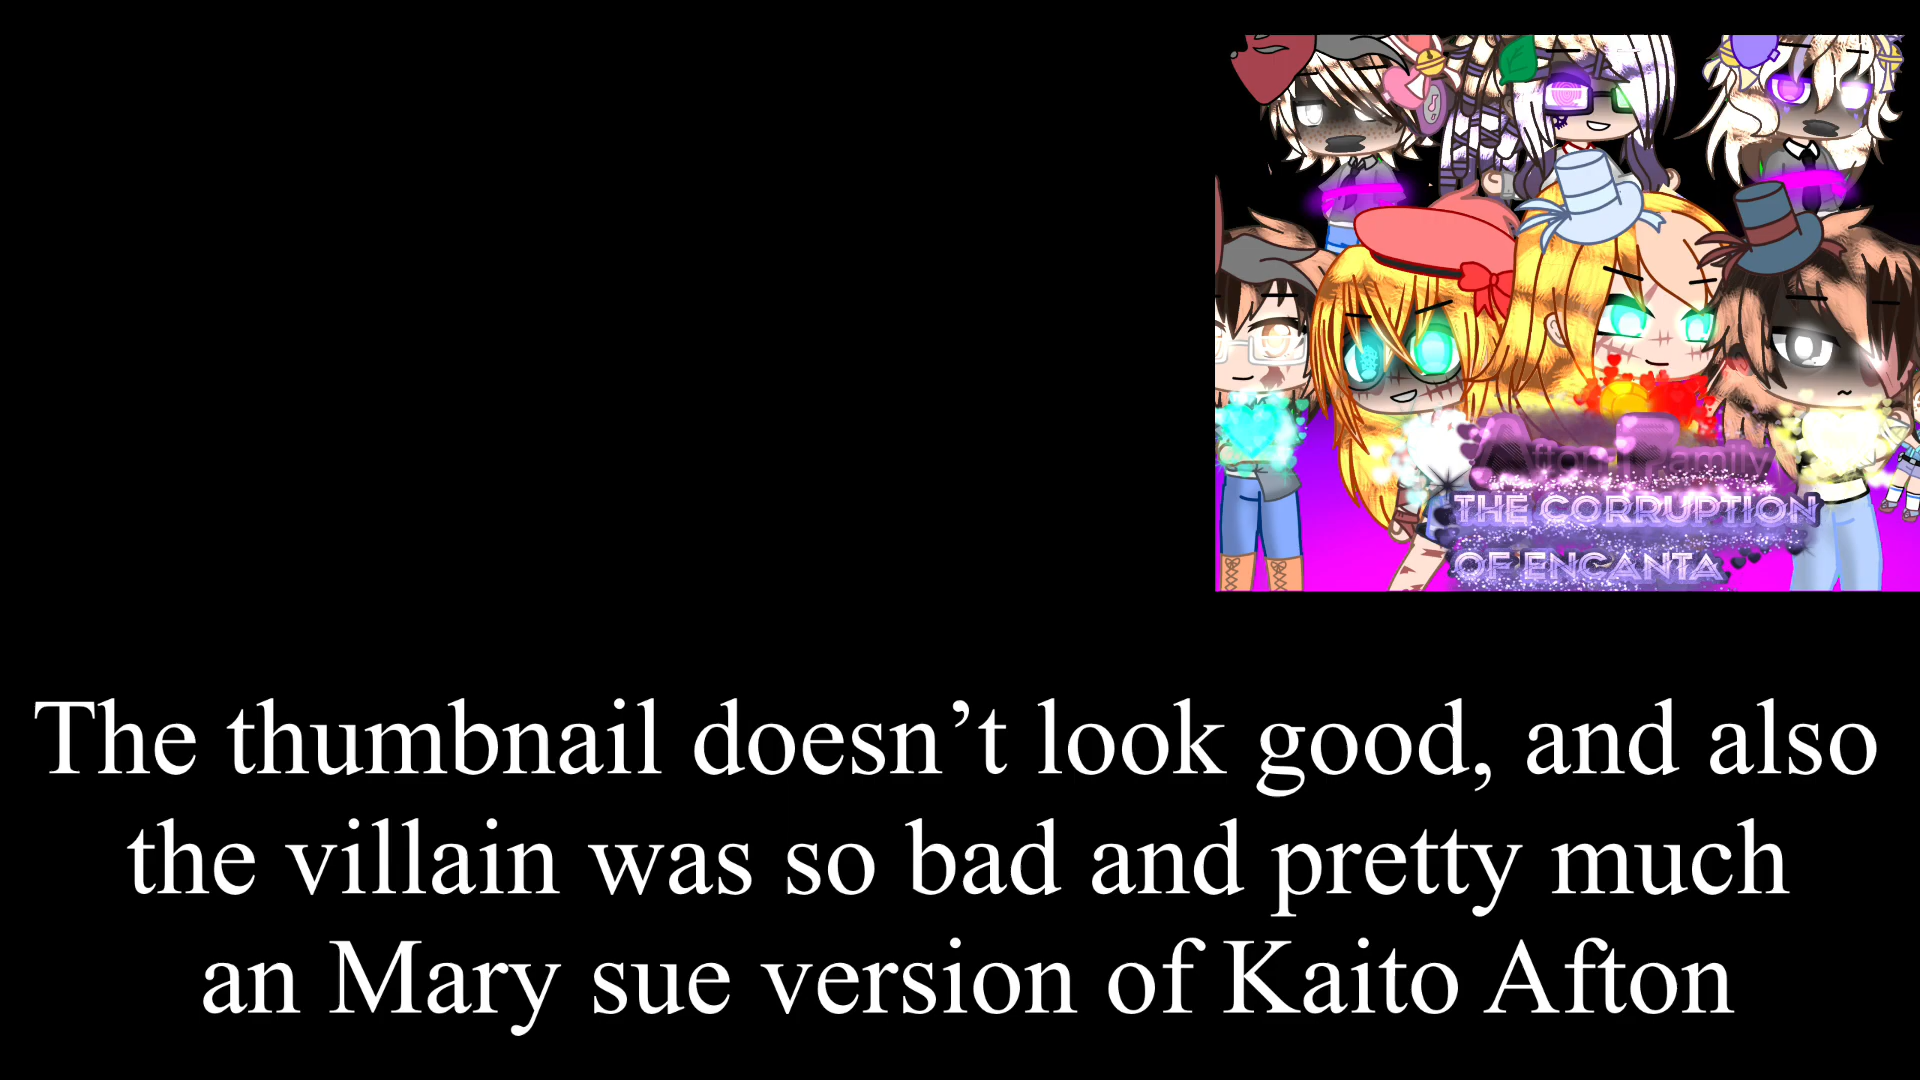 Afton Family
THE CORRUPTION
OF ENCANTA
The thumbnail doesn’t look good, and also
the villain was so bad and pretty much
an Mary sue version of Kaito Afton